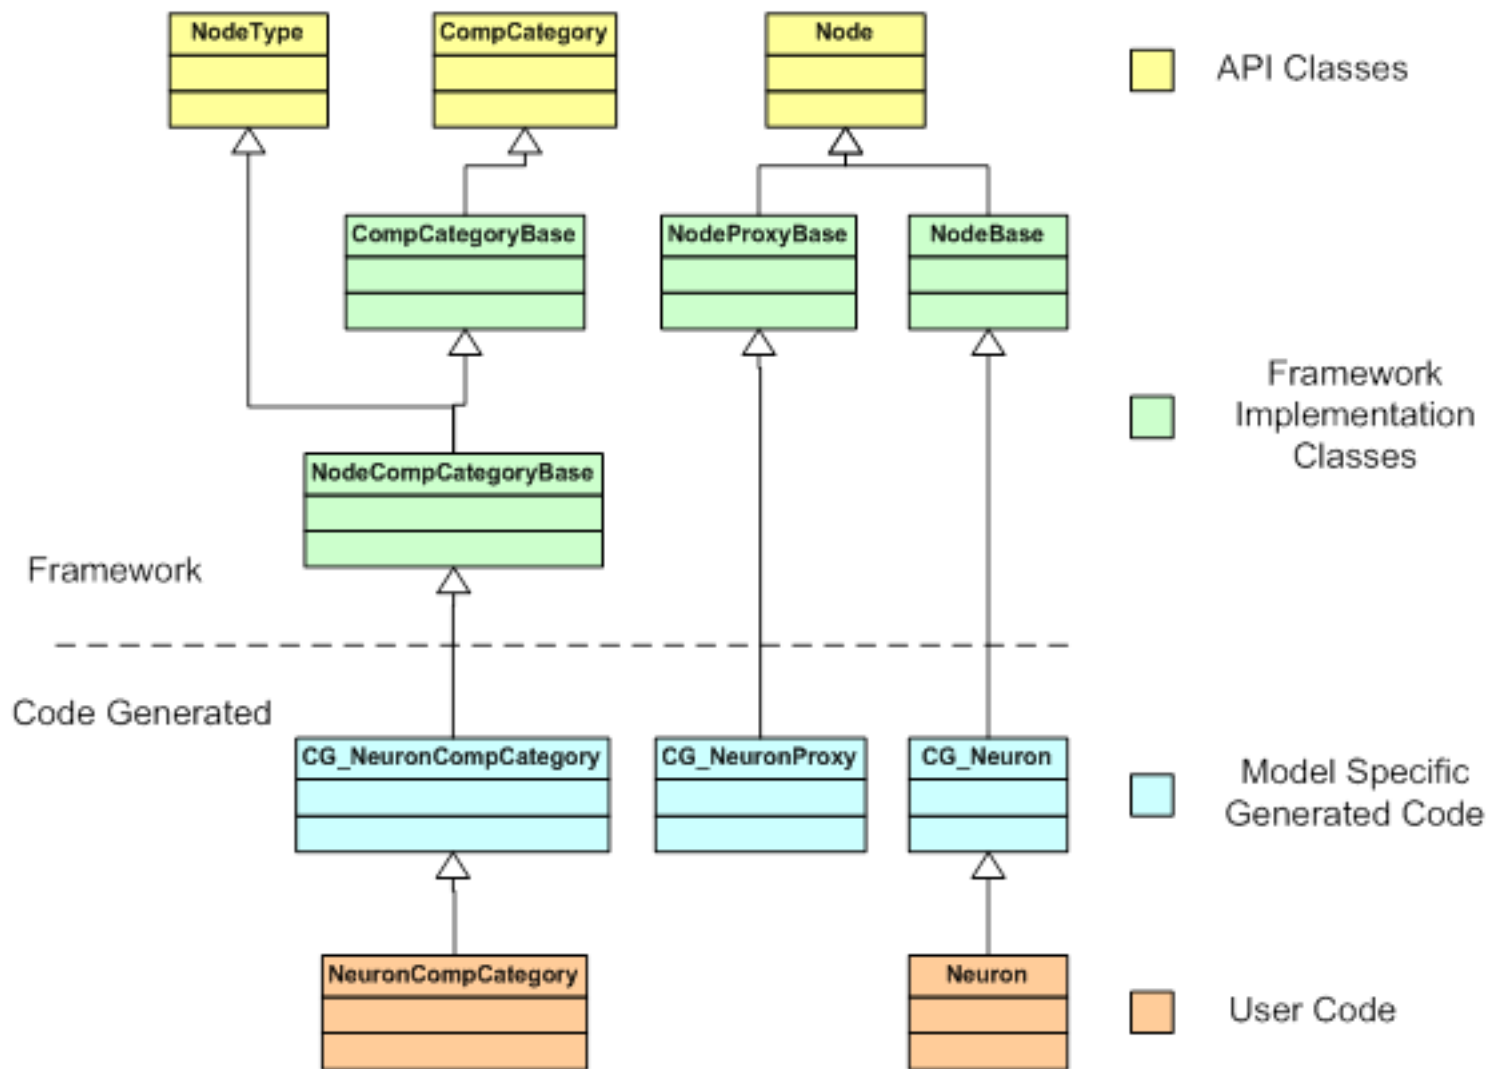 NodeType
CompCategory
Node
API Classes
CompCategoryBase
NodeProxyBase
NodeBase
Framework
Implementation
Classes
NodeCompCategoryBase
Framework
Code Generated
CG_NeuronCompCategory
CG_NeuronProxy
CG_Neuron
Model Specific
Generated Code
NeuronCompCategory
Neuron
User Code